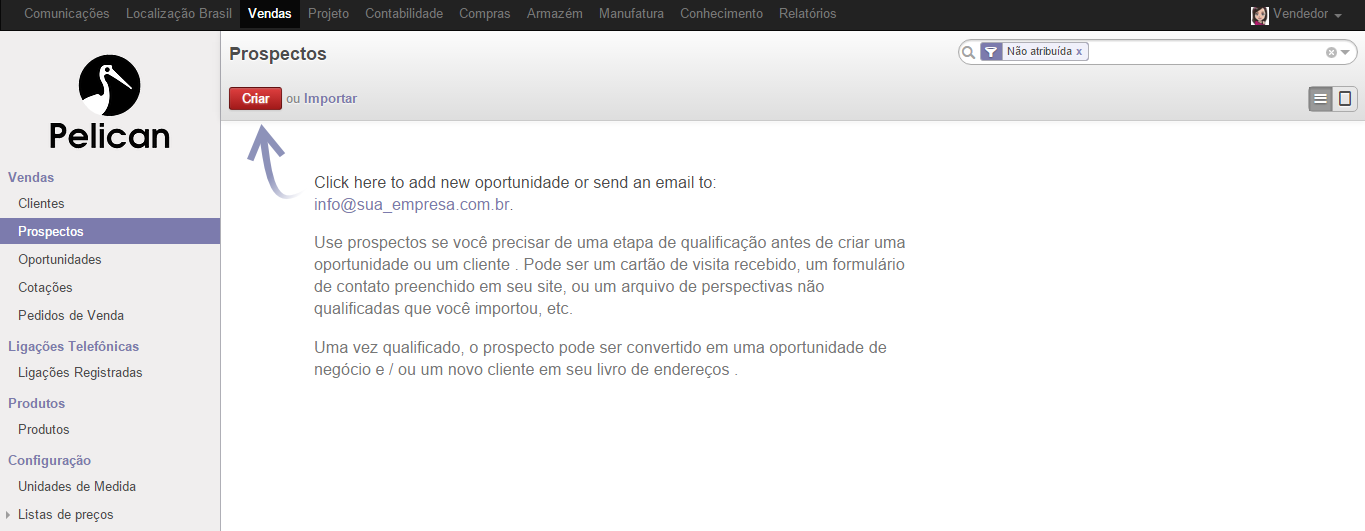 Comunicações Localização Brasil Vendas Projeto Contabilidade Compras Armazém Manufatura Conhecimento Relatórios Vendedor
Pelican
Vendas
Clientes
Prospectos
Oportunidades
Cotações
Pedidos de Venda
Ligações Telefónicas
Ligações Registradas
Produtos
Produtos
Configuração
Unidades de Medida
Listas de preços
Prospectos
Não atribuída x
Criar ou Importar
Click here to add new oportunidade or send an email to:
info@sua_empresa.com.br.
Use prospectos se você precisar de uma etapa de qualificação antes de criar uma
oportunidade ou um cliente . Pode ser um cartão de visita recebido, um formulário
de contato preenchido em seu site, ou um arquivo de perspectivas não
qualificadas que você importou, etc.
Uma vez qualificado, o prospecto pode ser convertido em uma oportunidade de
negócio e / ou um novo cliente em seu livro de endereços .